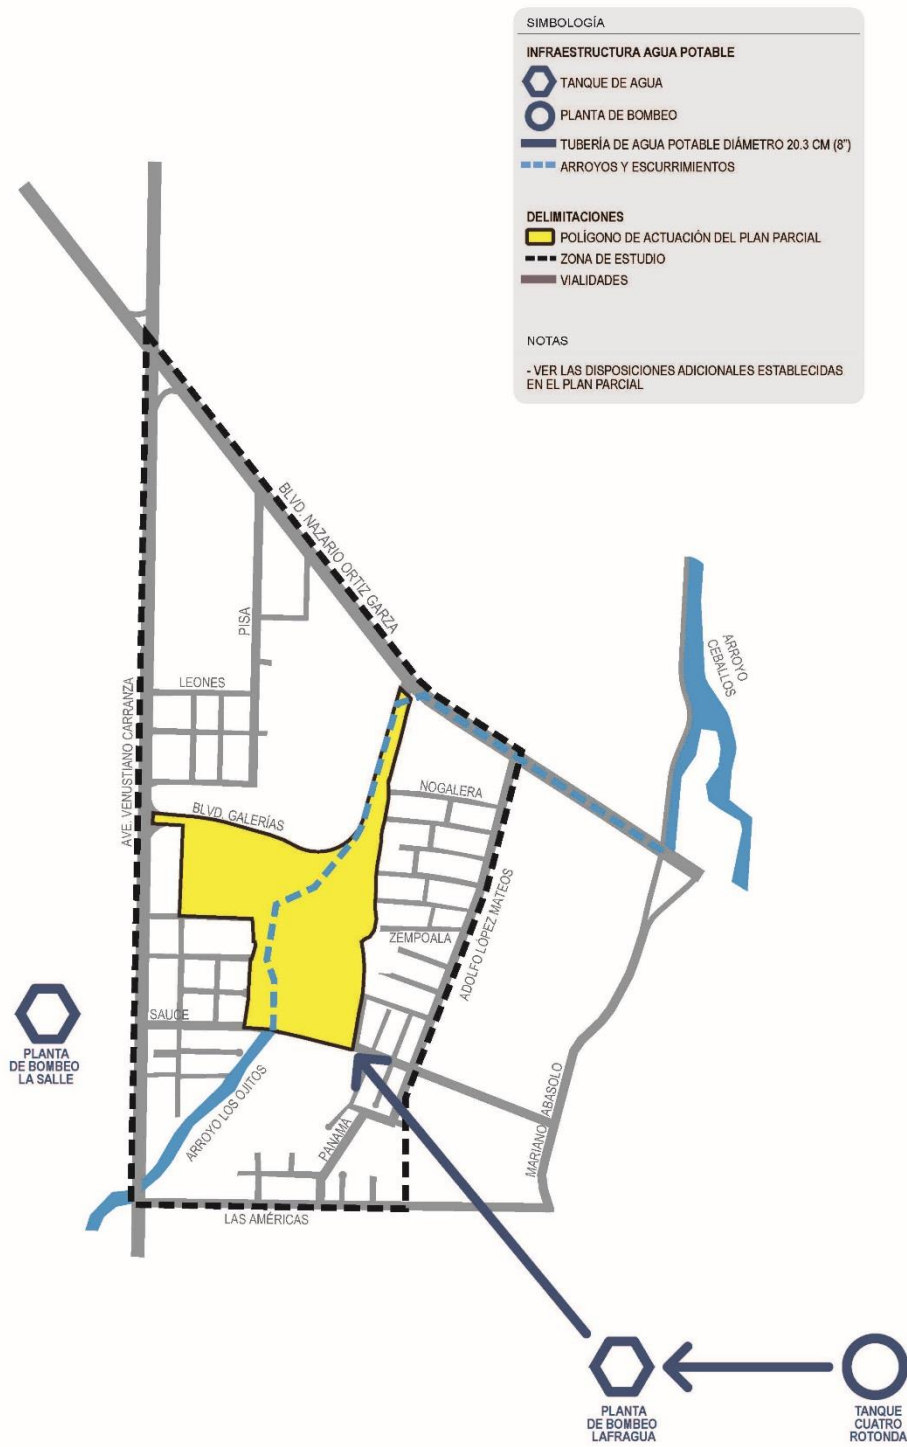 SIMBOLOGÍA
INFRAESTRUCTURA AGUA POTABLE
TANQUE DE AGUA
PLANTA DE BOMBEO
TUBERÍA DE AGUA POTABLE DIÁMETRO 20.3 CM (8")
ARROYOS Y ESCURRIMIENTOS
DELIMITACIONES
POLÍGONO DE ACTUACIÓN DEL PLAN PARCIAL
ZONA DE ESTUDIO
VIALIDADES
NOTAS
- VER LAS DISPOSICIONES ADICIONALES ESTABLECIDAS
EN EL PLAN PARCIAL
BLVD. NAZARIO ORTIZ GARZA
PISA
LEONES
AVE. VENUSTIANO CARRANZA
ARROYO
CEBALLOS
NOGALERA
BLVD. GALERÍAS
ADOLFO LÓPEZ MATEOS
ZEMPOALA
SAUCE
PLANTA
DE BOMBEO
LA SALLE
ARROYO LOS OJITOS
PANAMÁ
MARIANO ABASOLO
LAS AMÉRICAS
PLANTA
DE BOMBEO
LAFRAGUA
TANQUE
CUATRO
ROTONDA